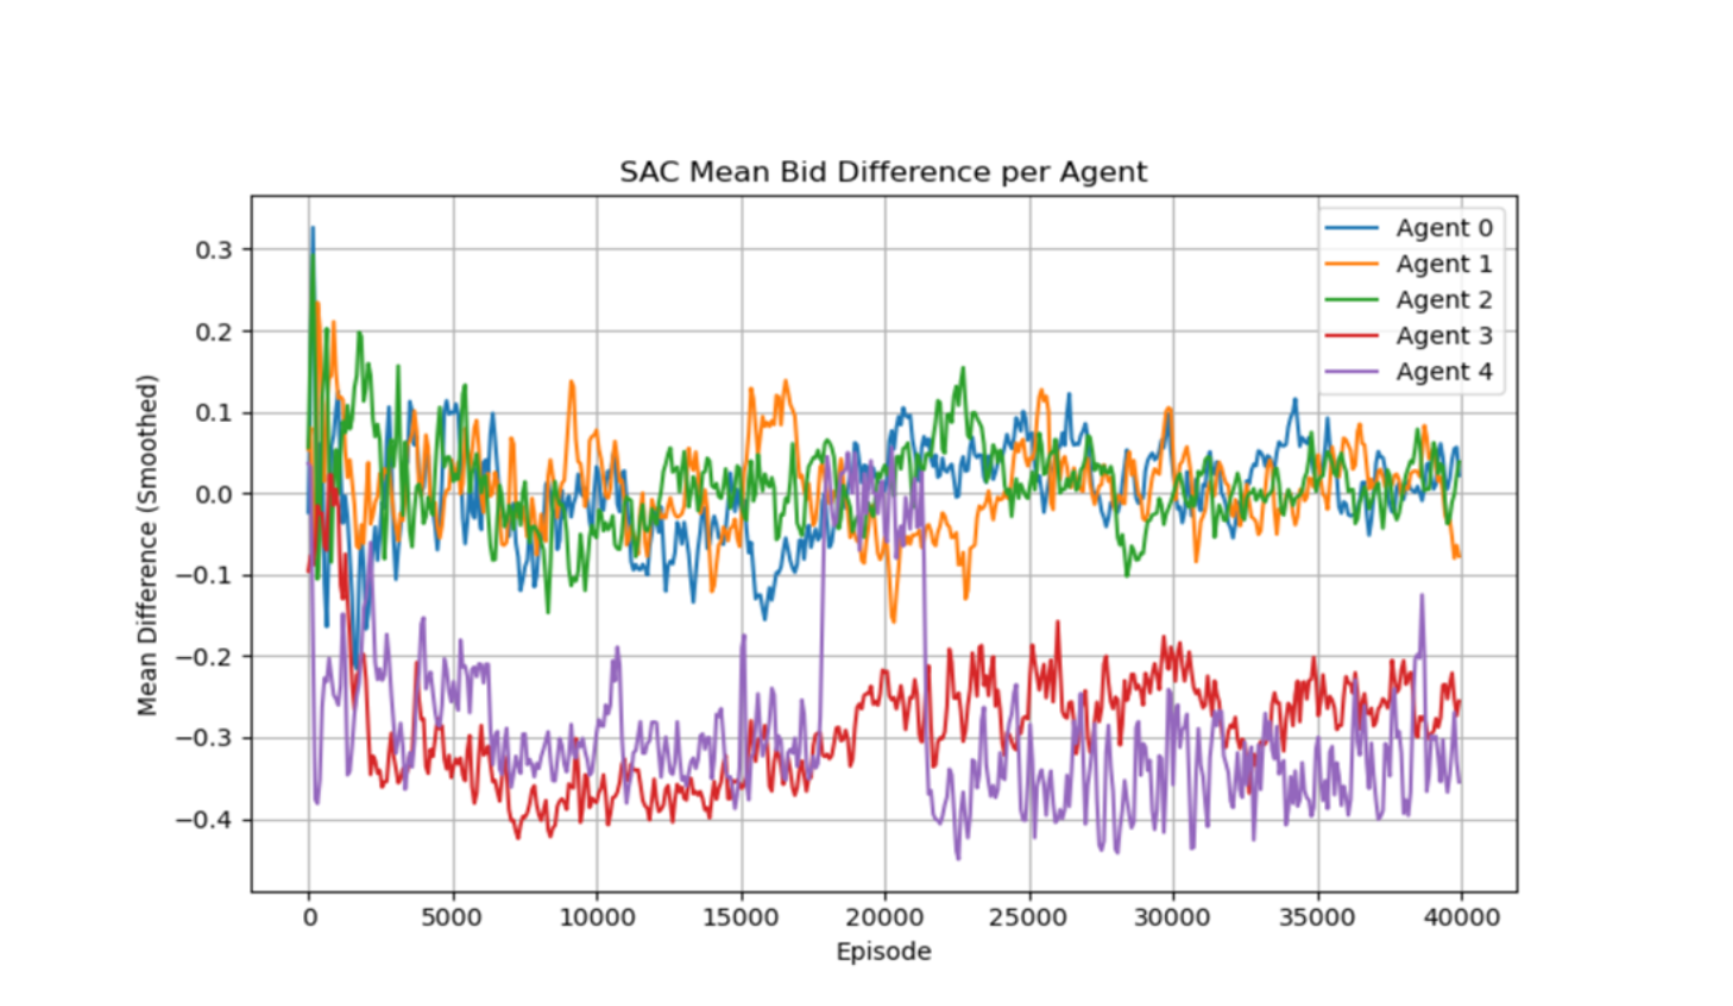 SAC Mean Bid Difference per Agent
Agent 0
Agent 1
Agent 2
Agent 3
Agent 4
Mean Difference (Smoothed)
0.3
0.2
0.1
0.0
−0.1
−0.2
−0.3
−0.4
0 5000 10000 15000 20000 25000 30000 35000 40000
Episode